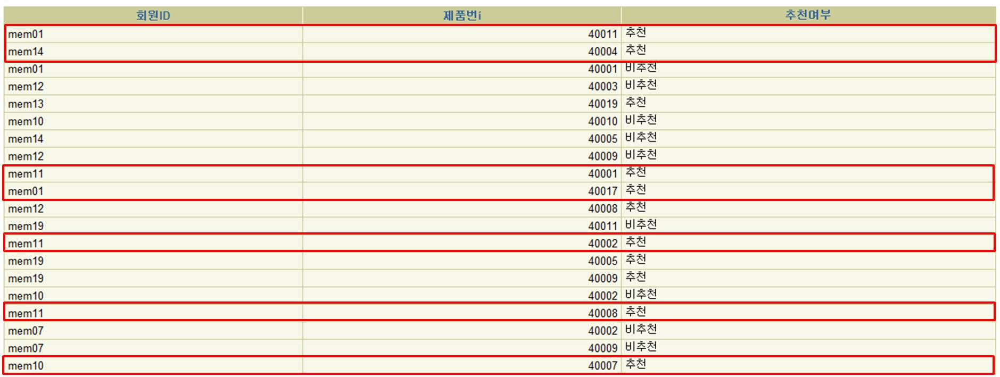 회원ID 제품번í 추천여부
mem01 40011 추천
mem14 40004 추천
mem01 40001 비추천
mem12 40003 비추천
mem13 40019 추천
mem10 40010 비추천
mem14 40005 비추천
mem12 40009 비추천
mem11 40001 추천
mem01 40017 추천
mem12 40008 추천
mem19 40011 비추천
mem11 40002 추천
mem19 40005 추천
mem19 40009 추천
mem10 40002 비추천
mem11 40008 추천
mem07 40002 비추천
mem07 40009 비추천
mem10 40007 추천